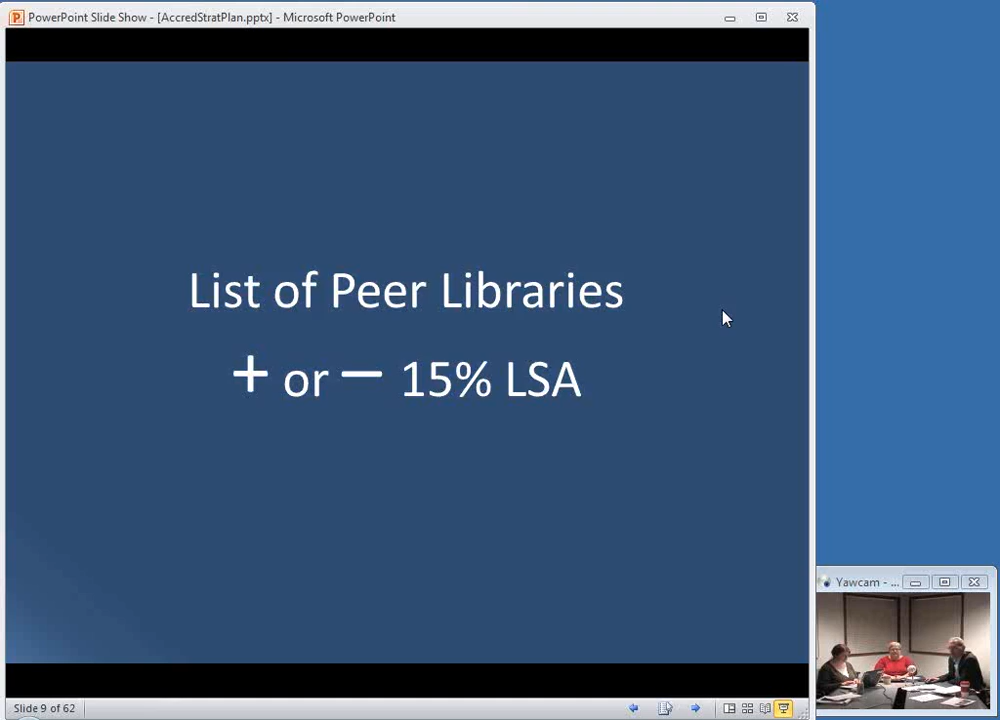 PowerPoint Slide Show - [AccredStratPlan.pptx] - Microsoft PowerPoint
List of Peer Libraries
+ or – 15% LSA
Yawcam - ...
Slide 9 of 62